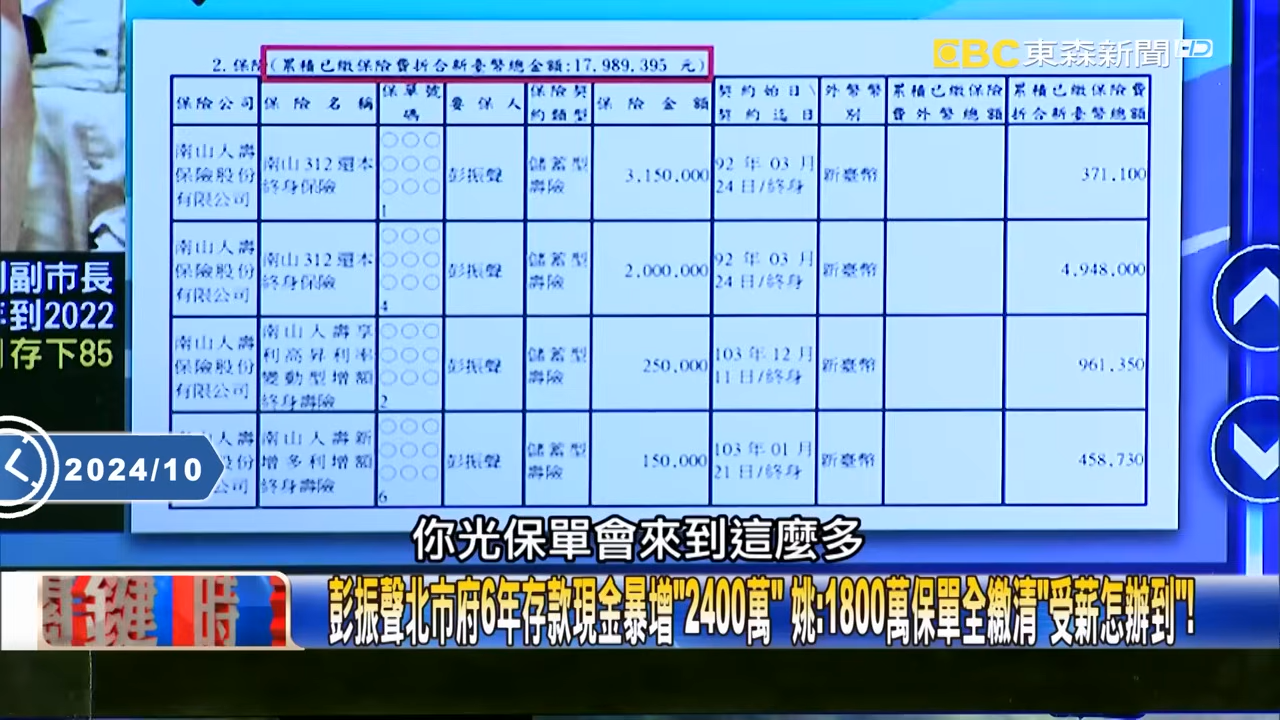 EBC東森新聞HD
2.保險(累積已繳保險費 臺幣總金額:17,989,395 元)
保險公司 保險名稱 保單號碼 要保人 保險契約類型 保險金額 契約始日\契約迄日 外幣幣別 累積已繳保險費外幣總額 累積已繳保險費折合新臺幣總額
南山人壽保險股份有限公司 南山312還本終身保險 ○○○○○○○○○1 彭振聲 儲蓄型壽險 3,150,000 92年03月24日/終身 新臺幣 371,100
南山人壽保險股份有限公司 南山312還本終身保險 ○○○○○○○○○4 彭振聲 儲蓄型壽險 2,000,000 92年03月24日/終身 新臺幣 4,948,000
南山人壽保險股份有限公司 南山人壽享利高昇利率變動型增額終身壽險 ○○○○○○○○○2 彭振聲 儲蓄型壽險 250,000 103年12月11日/終身 新臺幣 961,350
人壽股份公司 南山人壽新增多利增額終身壽險 ○○○○○○○○○6 彭振聲 儲蓄型壽險 150,000 103年01月21日/終身 新臺幣 458,730
副市長
到2022
存下85
2024/10
你光保單會來到這麼多
關鍵時
彭振聲北市府6年存款現金暴增"2400萬" 姚:1800萬保單全繳清"受薪怎辦到"!